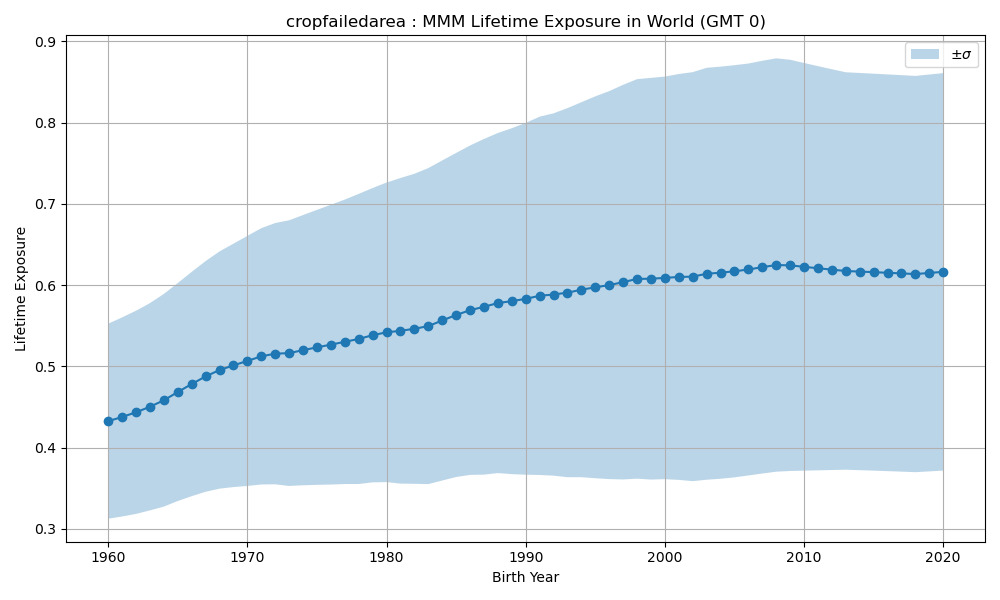 cropfailedarea : MMM Lifetime Exposure in World (GMT 0)
±σ
Lifetime Exposure
0.9
0.8
0.7
0.6
0.5
0.4
0.3
1960 1970 1980 1990 2000 2010 2020
Birth Year